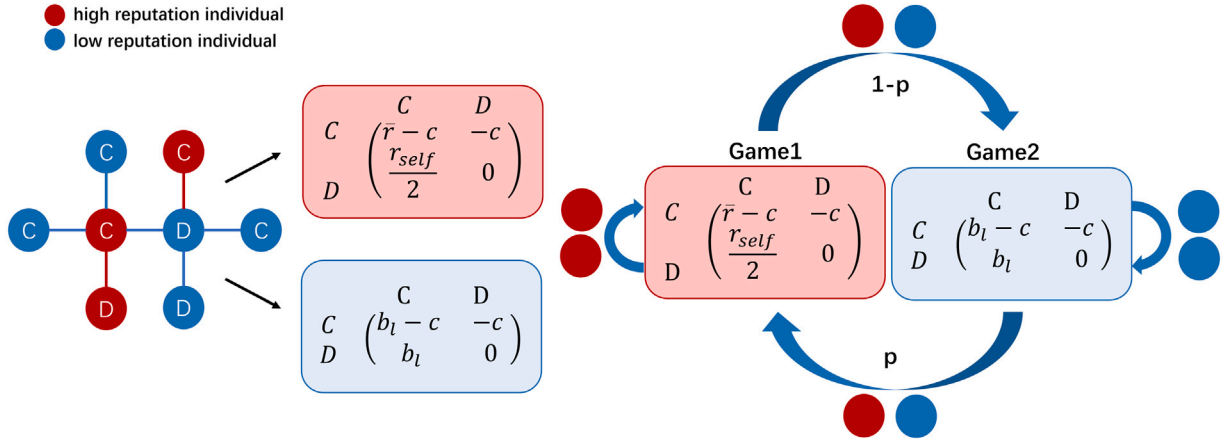 high reputation individual
low reputation individual
C
C
C
C
D
C
D
D
C D
C r̄ − c −c
D r_self/2 0
C D
C b_l − c −c
D b_l 0
1-p
Game1
Game2
C D
C r̄ − c −c
D r_self/2 0
C D
C b_l − c −c
D b_l 0
p